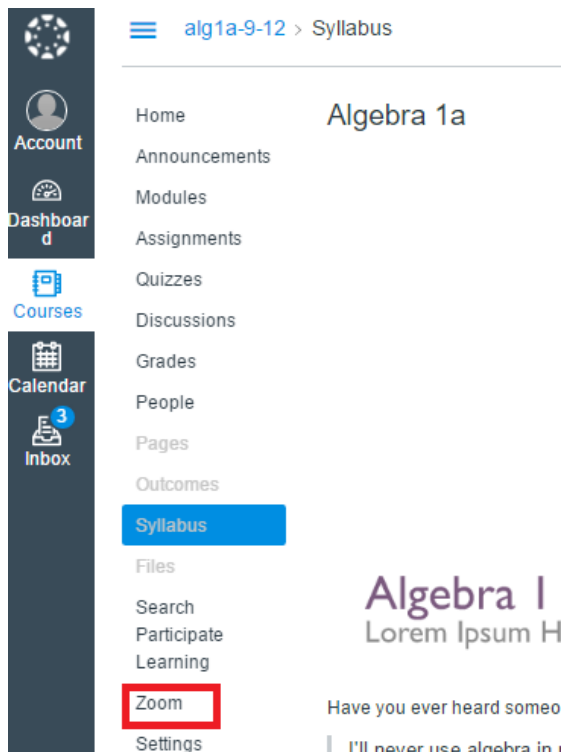 alg1a-9-12 > Syllabus
Account
Dashboar
d
Courses
Calendar
3
Inbox
Home
Announcements
Modules
Assignments
Quizzes
Discussions
Grades
People
Pages
Outcomes
Syllabus
Files
Search
Participate
Learning
Zoom
Settings
Algebra 1a
Algebra 1
Lorem Ipsum H
Have you ever heard someo
I'll never use algebra in